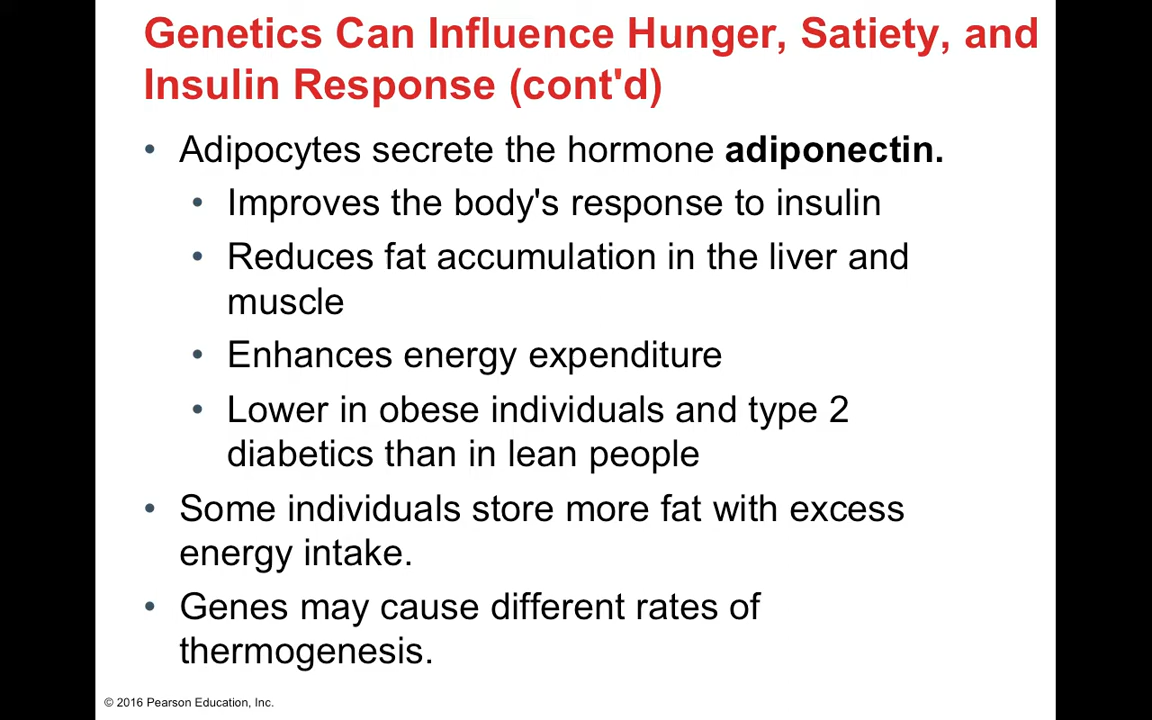 Genetics Can Influence Hunger, Satiety, and
Insulin Response (cont'd)
• Adipocytes secrete the hormone adiponectin.
• Improves the body's response to insulin
• Reduces fat accumulation in the liver and
muscle
• Enhances energy expenditure
• Lower in obese individuals and type 2
diabetics than in lean people
• Some individuals store more fat with excess
energy intake.
• Genes may cause different rates of
thermogenesis.
© 2016 Pearson Education, Inc.